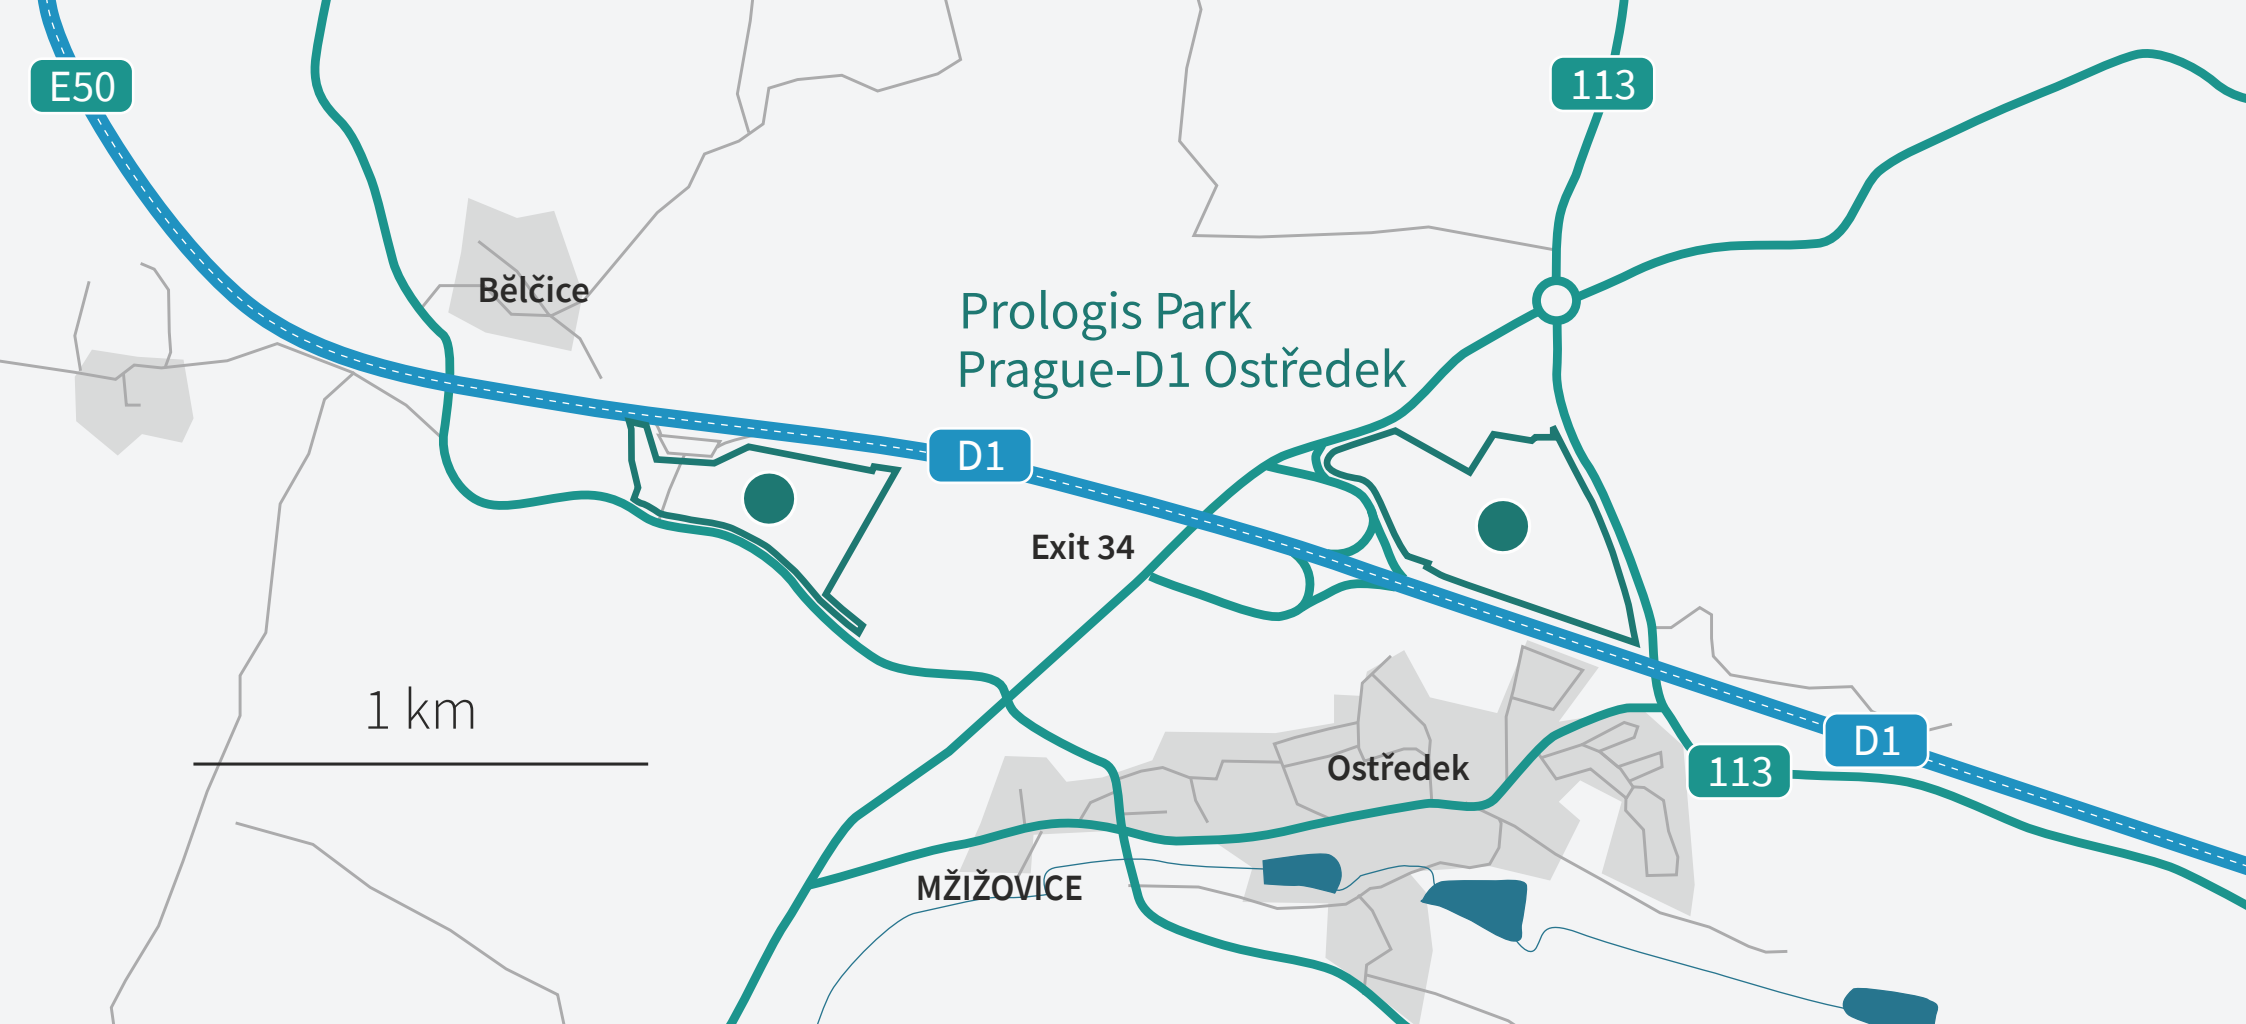 E50
113
Bělčice
Prologis Park
Prague-D1 Ostředek
D1
Exit 34
1 km
D1
Ostředek
113
MŽIŽOVICE